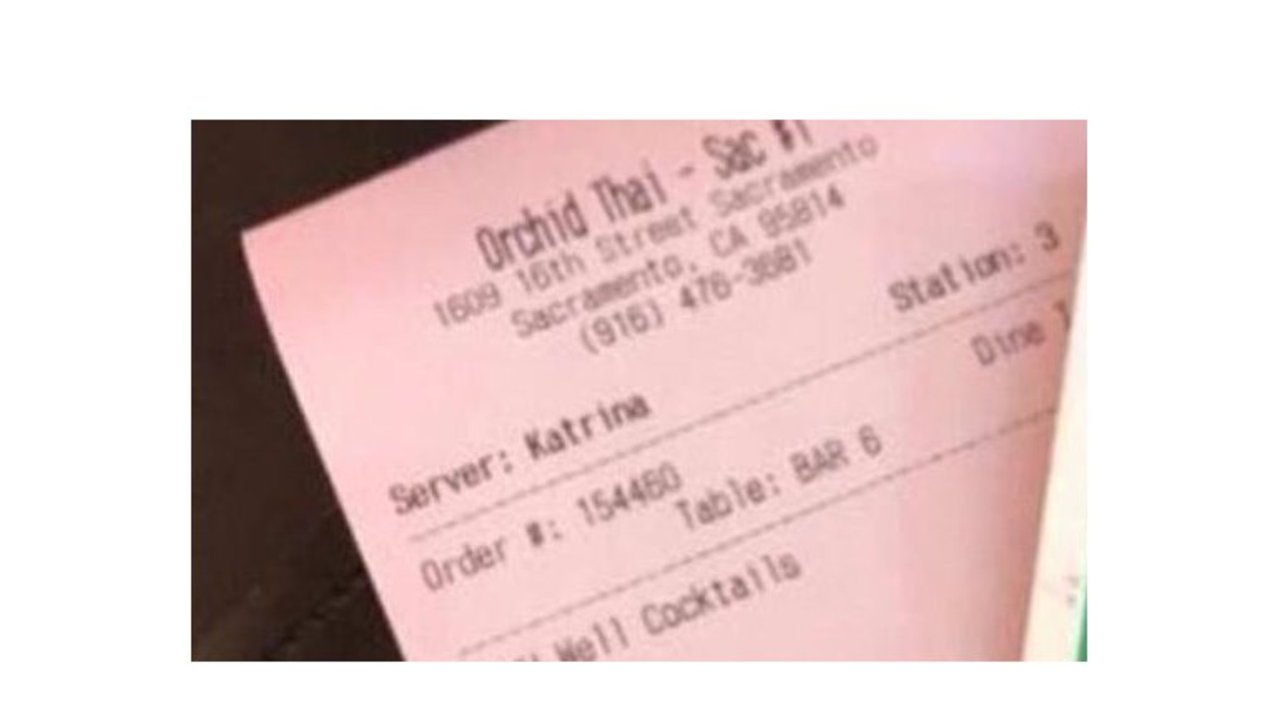 Orchid Thai - Sac #1
1609 16th Street Sacramento
Sacramento, CA 95814
(916) 476-3681
Station: 3
Server: Katrina
Dine
Order #: 154460
Table: BAR 6
Well Cocktails